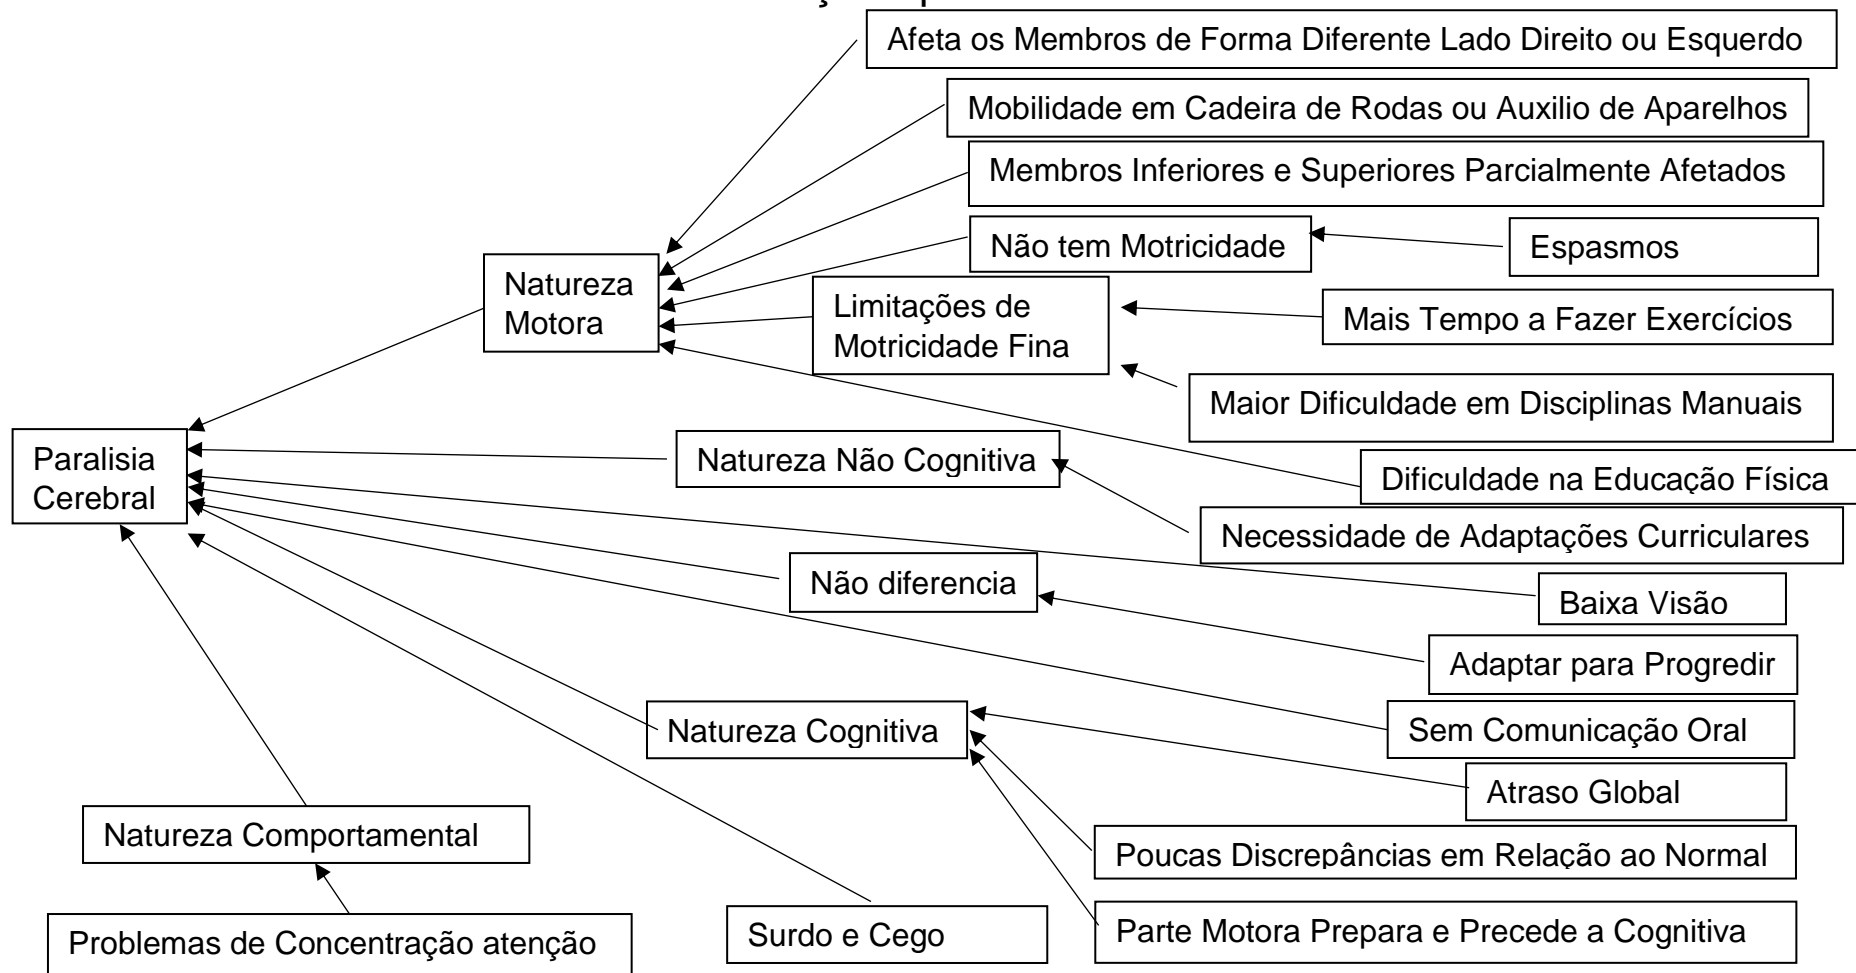 Afeta os Membros de Forma Diferente Lado Direito ou Esquerdo
Mobilidade em Cadeira de Rodas ou Auxilio de Aparelhos
Membros Inferiores e Superiores Parcialmente Afetados
Não tem Motricidade
Espasmos
Natureza
Motora
Limitações de
Motricidade Fina
Mais Tempo a Fazer Exercícios
Maior Dificuldade em Disciplinas Manuais
Paralisia
Cerebral
Natureza Não Cognitiva
Dificuldade na Educação Física
Necessidade de Adaptações Curriculares
Não diferencia
Baixa Visão
Adaptar para Progredir
Natureza Cognitiva
Sem Comunicação Oral
Atraso Global
Natureza Comportamental
Poucas Discrepâncias em Relação ao Normal
Problemas de Concentração atenção
Surdo e Cego
Parte Motora Prepara e Precede a Cognitiva